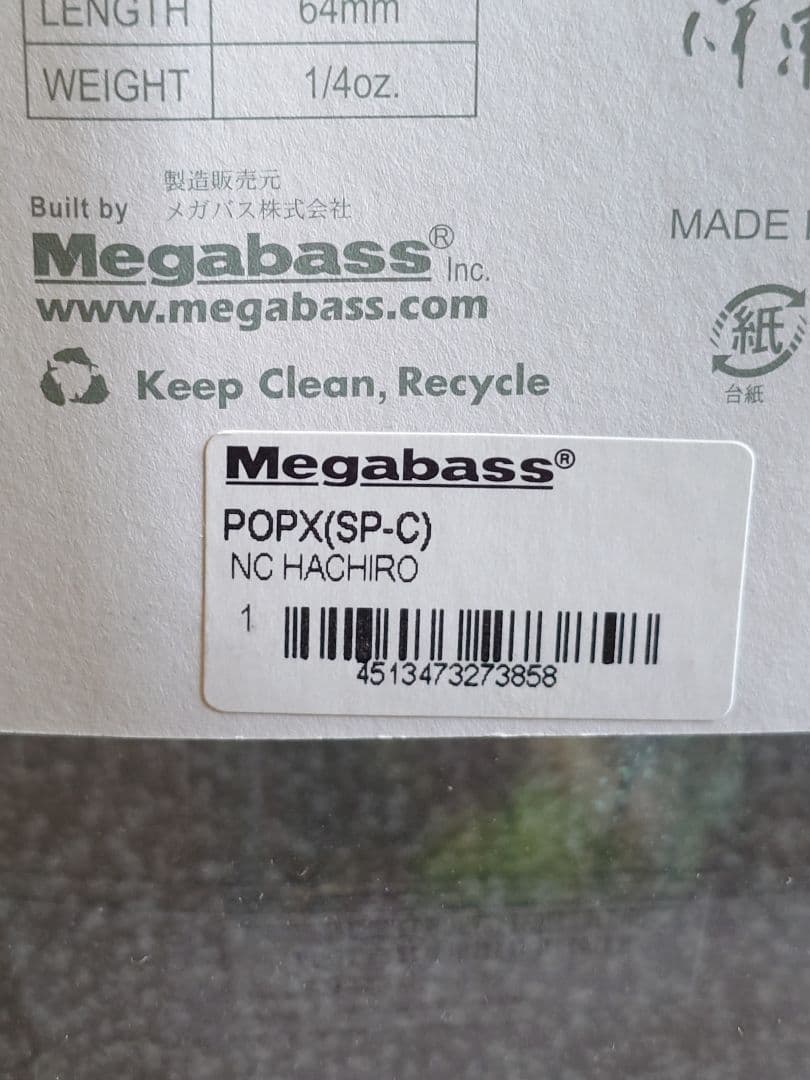 LENGTH 64mm
WEIGHT 1/4oz.
製造販売元
Built by メガバス株式会社
Megabass® Inc.
www.megabass.com
Keep Clean, Recycle
MADE
紙
台紙
Megabass®
POPX(SP-C)
NC HACHIRO
1
4513473273858